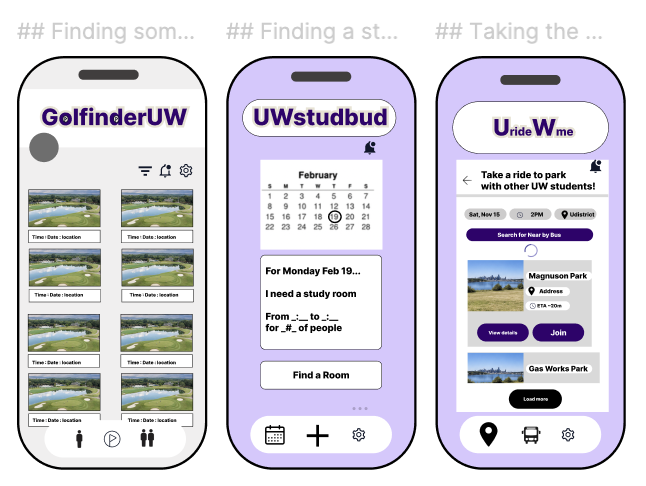 ## Finding som...
## Finding a st...
## Taking the ...
GolfinderUW
Time : Date : location
Time : Date : location
Time : Date : location
Time : Date : location
Time : Date : location
Time : Date : location
Time : Date : location
Time : Date : location
UWstudbud
February
S M T W T F S
1 2 3 4 5 6 7
8 9 10 11 12 13 14
15 16 17 18 19 20 21
22 23 24 25 26 27 28
For Monday Feb 19...
I need a study room
From _:__ to _:__
for _#_ of people
Find a Room
UrideWme
Take a ride to park
with other UW students!
Sat, Nov 15
2PM
Udistrict
Search for Near by Bus
Magnuson Park
Address
ETA ~20m
View details
Join
Gas Works Park
Load more